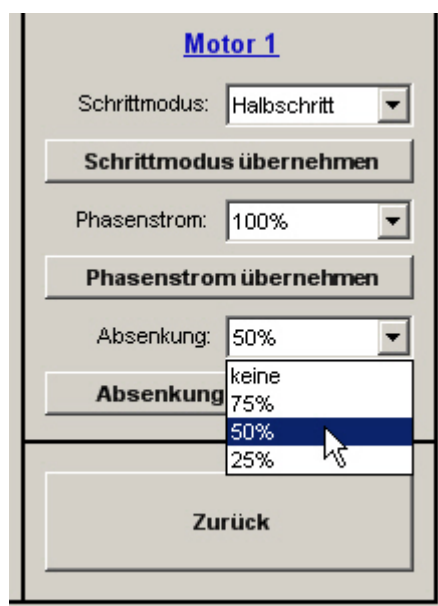 Motor 1
Schrittmodus: Halbschritt
Schrittmodus übernehmen
Phasenstrom: 100%
Phasenstrom übernehmen
Absenkung: 50%
keine
Absenkung
75%
50%
25%
Zurück